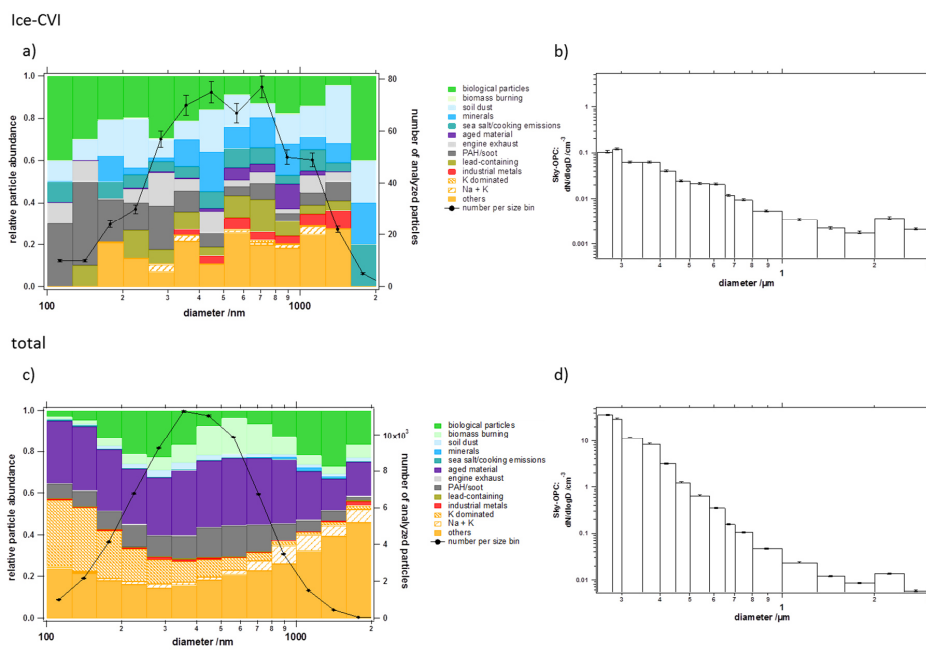 Ice-CVI
a)
b)
relative particle abundance
1.0
0.8
0.6
0.4
0.2
0.0
100
2
3
4
5
6
7
8
9
1000
2
diameter /nm
80
60
40
20
0
number of analyzed particles
biological particles
biomass burning
soil dust
minerals
sea salt/cooking emissions
aged material
engine exhaust
PAH/soot
lead-containing
industrial metals
K dominated
Na + K
others
number per size bin
Sky-OPC:
dN/dlogD /cm-3
1
0.1
0.01
0.001
3
4
5
6
7
8
9
1
2
diameter /µm
total
c)
d)
relative particle abundance
1.0
0.8
0.6
0.4
0.2
0.0
100
2
3
4
5
6
7
8
9
1000
2
diameter /nm
10x10³
8
6
4
2
0
number of analyzed particles
biological particles
biomass burning
soil dust
minerals
sea salt/cooking emissions
aged material
engine exhaust
PAH/soot
lead-containing
industrial metals
K dominated
Na + K
others
number per size bin
Sky-OPC:
dN/dlogD /cm-3
10
1
0.1
0.01
3
4
5
6
7
8
9
1
2
diameter/µm